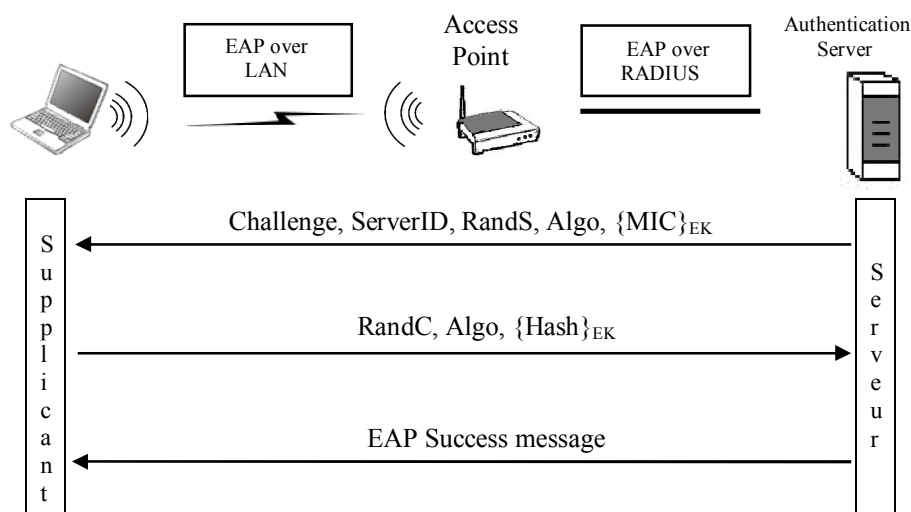 EAP over
LAN
Access
Point
EAP over
RADIUS
Authentication
Server
Challenge, ServerID, RandS, Algo, {MIC}EK
RandC, Algo, {Hash}EK
EAP Success message
Supplicant
Serveur